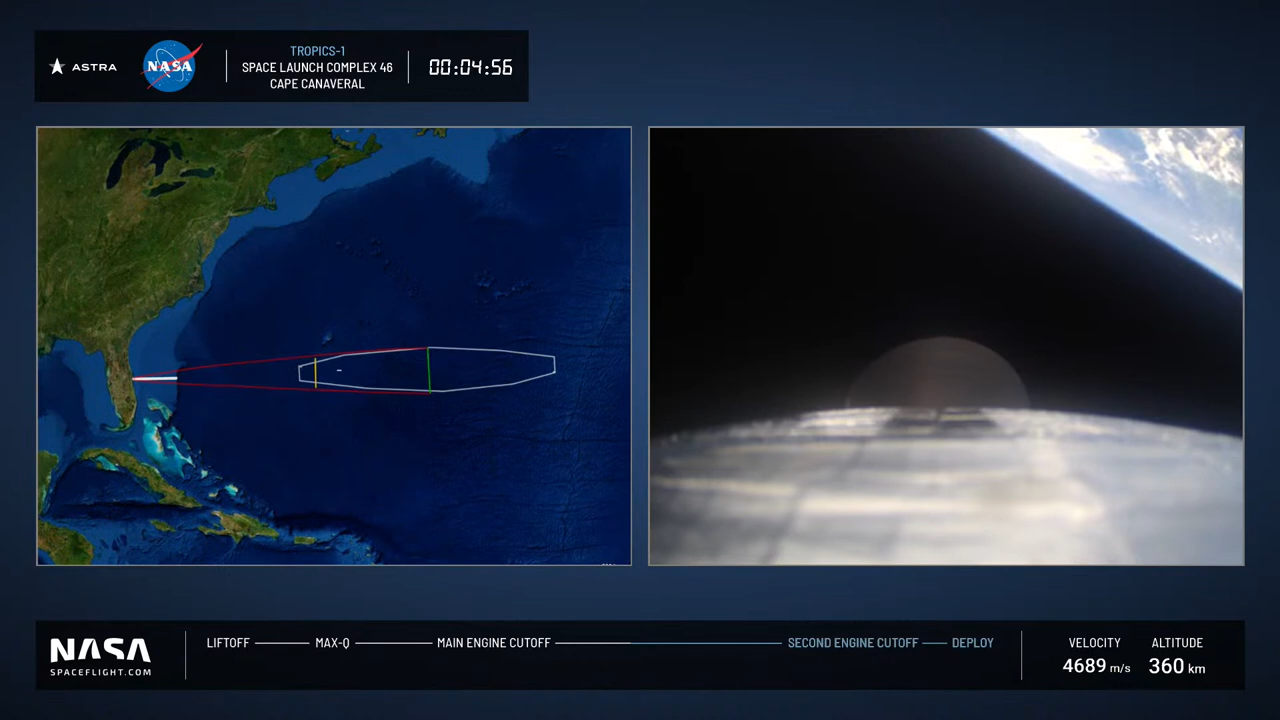 ASTRA
NASA
TROPICS-1
SPACE LAUNCH COMPLEX 46
CAPE CANAVERAL
00:04:56
NASA
SPACEFLIGHT.COM
LIFTOFF
MAX-Q
MAIN ENGINE CUTOFF
SECOND ENGINE CUTOFF
DEPLOY
VELOCITY
4689 m/s
ALTITUDE
360 km